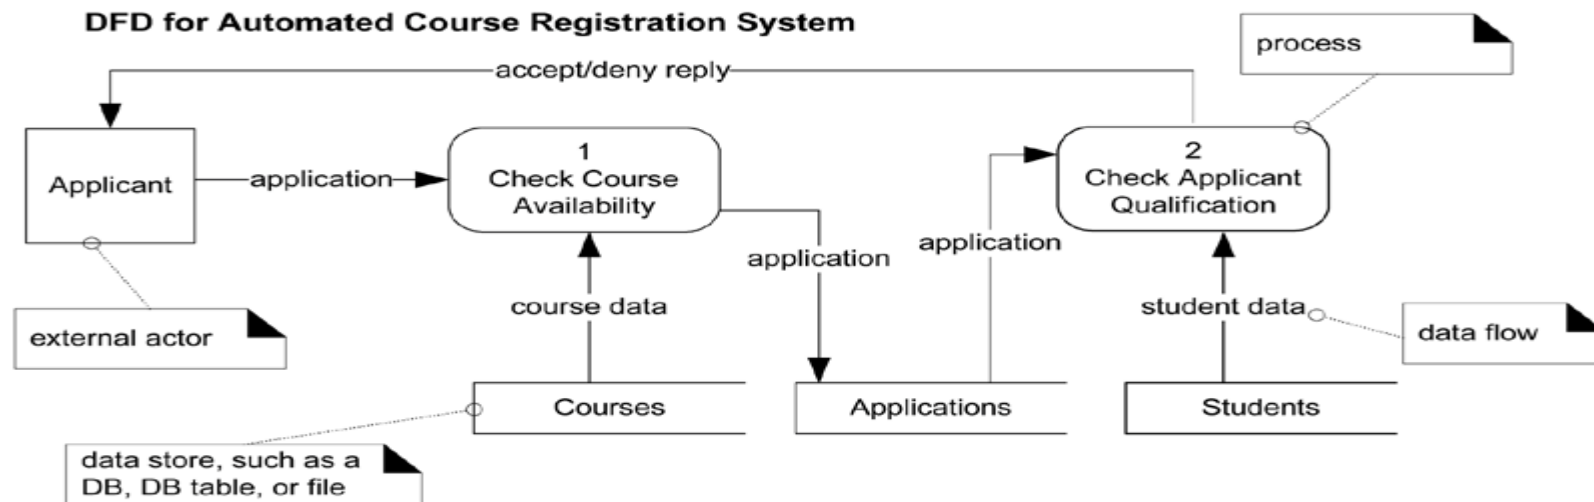 DFD for Automated Course Registration System
process
accept/deny reply
Applicant
application
1
Check Course
Availability
2
Check Applicant
Qualification
application
application
external actor
course data
student data
data flow
Courses
Applications
Students
data store, such as a
DB, DB table, or file